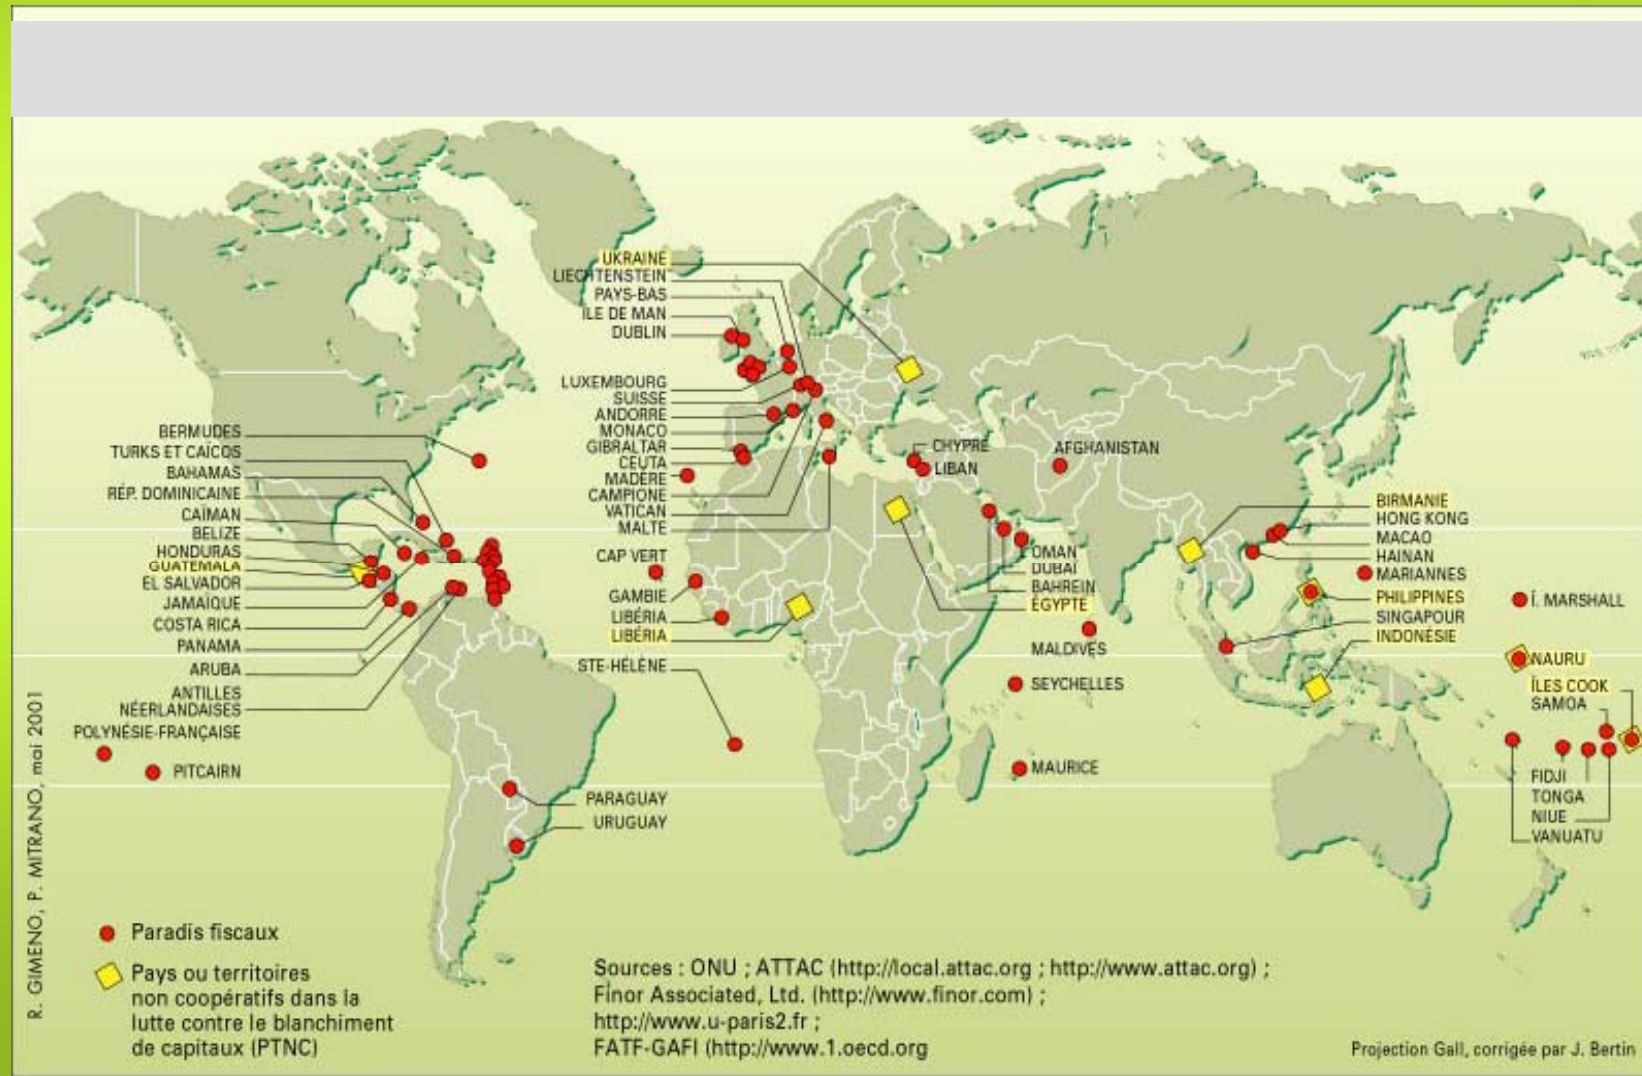 UKRAINE
LIECHTENSTEIN
PAYS-BAS
ILE DE MAN
DUBLIN
LUXEMBOURG
SUISSE
ANDORRE
MONACO
GIBRALTAR
CEUTA
MADÈRE
CAMPIONE
VATICAN
MALTE
BERMUDES
TURKS ET CAÏCOS
BAHAMAS
RÉP. DOMINICAINE
CAÏMAN
BELIZE
HONDURAS
GUATEMALA
EL SALVADOR
JAMAÏQUE
COSTA RICA
PANAMA
ARUBA
ANTILLES
NÉERLANDAISES
POLYNÉSIE-FRANÇAISE
PITCAIRN
CAP VERT
GAMBIE
LIBÉRIA
LIBÉRIA
STE-HÉLÈNE
PARAGUAY
URUGUAY
CHYPRE
LIBAN
AFGHANISTAN
OMAN
DUBAÏ
BAHREIN
ÉGYPTE
MALDIVES
SEYCHELLES
MAURICE
BIRMANIE
HONG KONG
MACAO
HAINAN
MARIANNES
PHILIPPINES
SINGAPOUR
INDONÉSIE
Î. MARSHALL
NAURU
ÎLES COOK
SAMOA
FIDJI
TONGA
NIUE
VANUATU
R. GIMENO, P. MITRANO, mai 2001
Paradis fiscaux
Pays ou territoires
non coopératifs dans la
lutte contre le blanchiment
de capitaux (PTNC)
Sources : ONU ; ATTAC (http://local.attac.org ; http://www.attac.org) ;
Finor Associated, Ltd. (http://www.finor.com) ;
http://www.u-paris2.fr ;
FATF-GAFI (http://www.1.oecd.org
Projection Gall, corrigée par J. Bertin